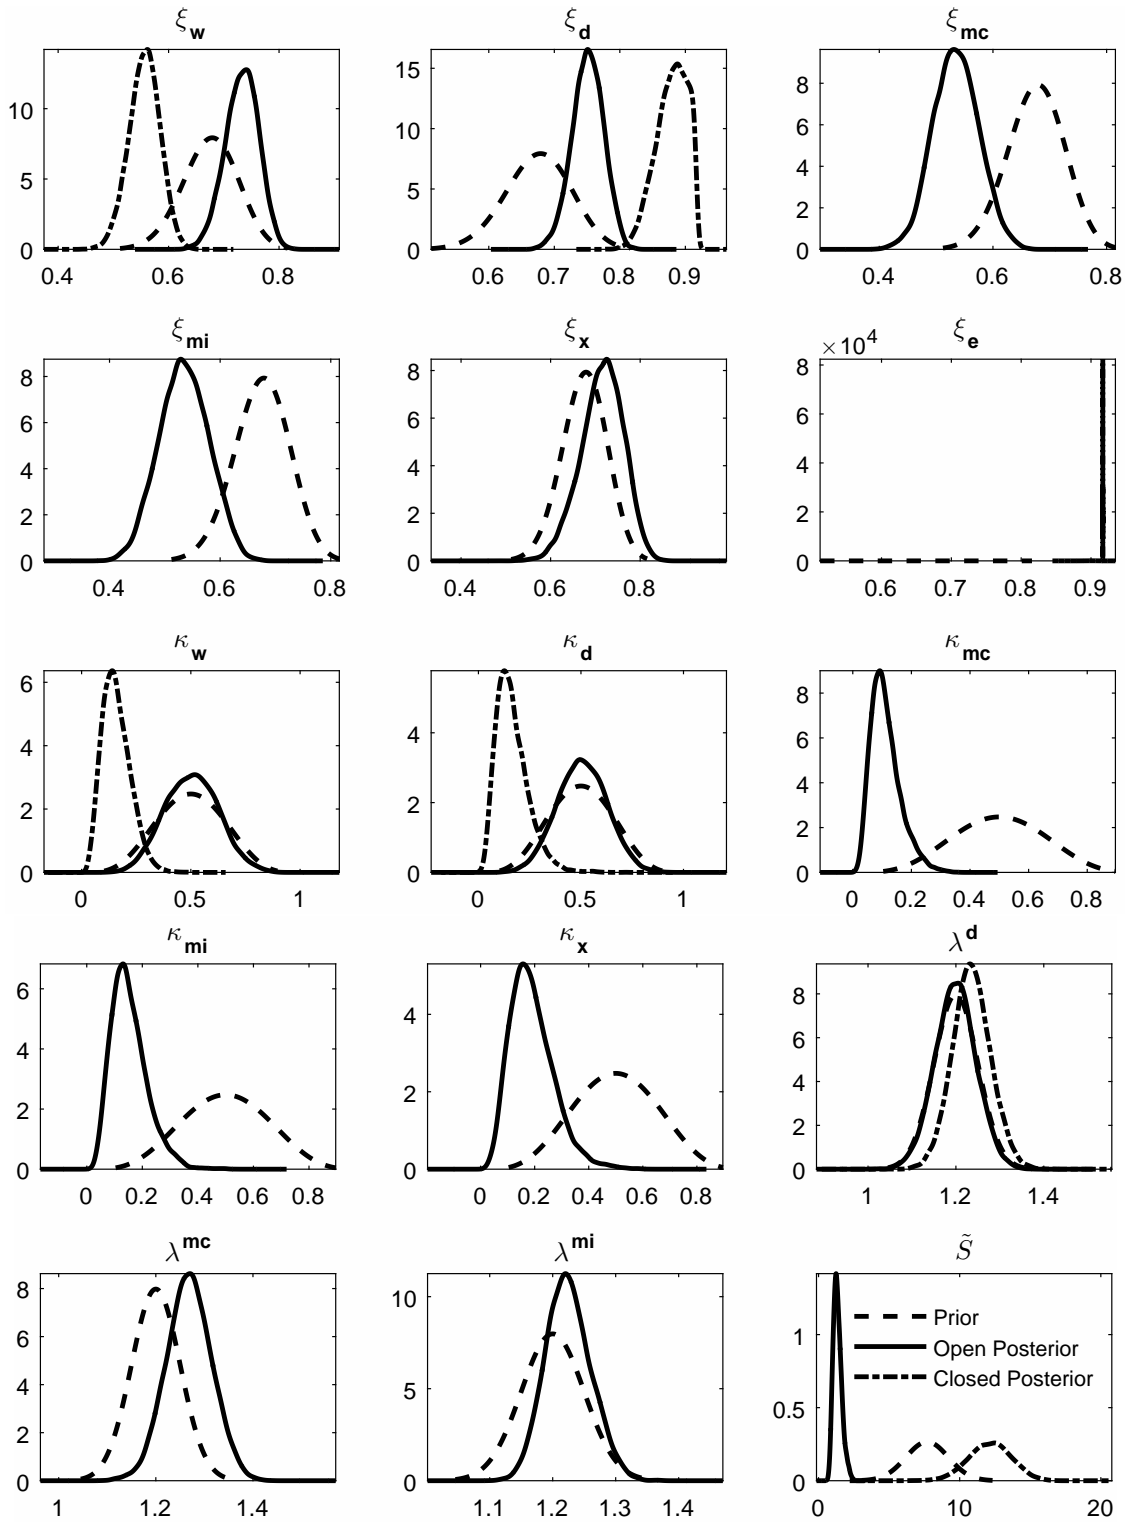 ξw ξd ξmc
10 5 0 0.4 0.6 0.8
15 10 5 0 0.6 0.7 0.8 0.9
8 6 4 2 0 0.4 0.6 0.8
ξmi ξx ξe
8 6 4 2 0 0.4 0.6 0.8
8 6 4 2 0 0.4 0.6 0.8
×10^4 8 6 4 2 0 0.6 0.7 0.8 0.9
κw κd κmc
6 4 2 0 0 0.5 1
4 2 0 0 0.5 1
8 6 4 2 0 0 0.2 0.4 0.6 0.8
κmi κx λ^d
6 4 2 0 0 0.2 0.4 0.6 0.8
4 2 0 0 0.2 0.4 0.6 0.8
8 6 4 2 0 1 1.2 1.4
λ^mc λ^mi S̃
8 6 4 2 0 1 1.2 1.4
10 5 0 1.1 1.2 1.3 1.4
1 0.5 0 0 10 20
Prior
Open Posterior
Closed Posterior